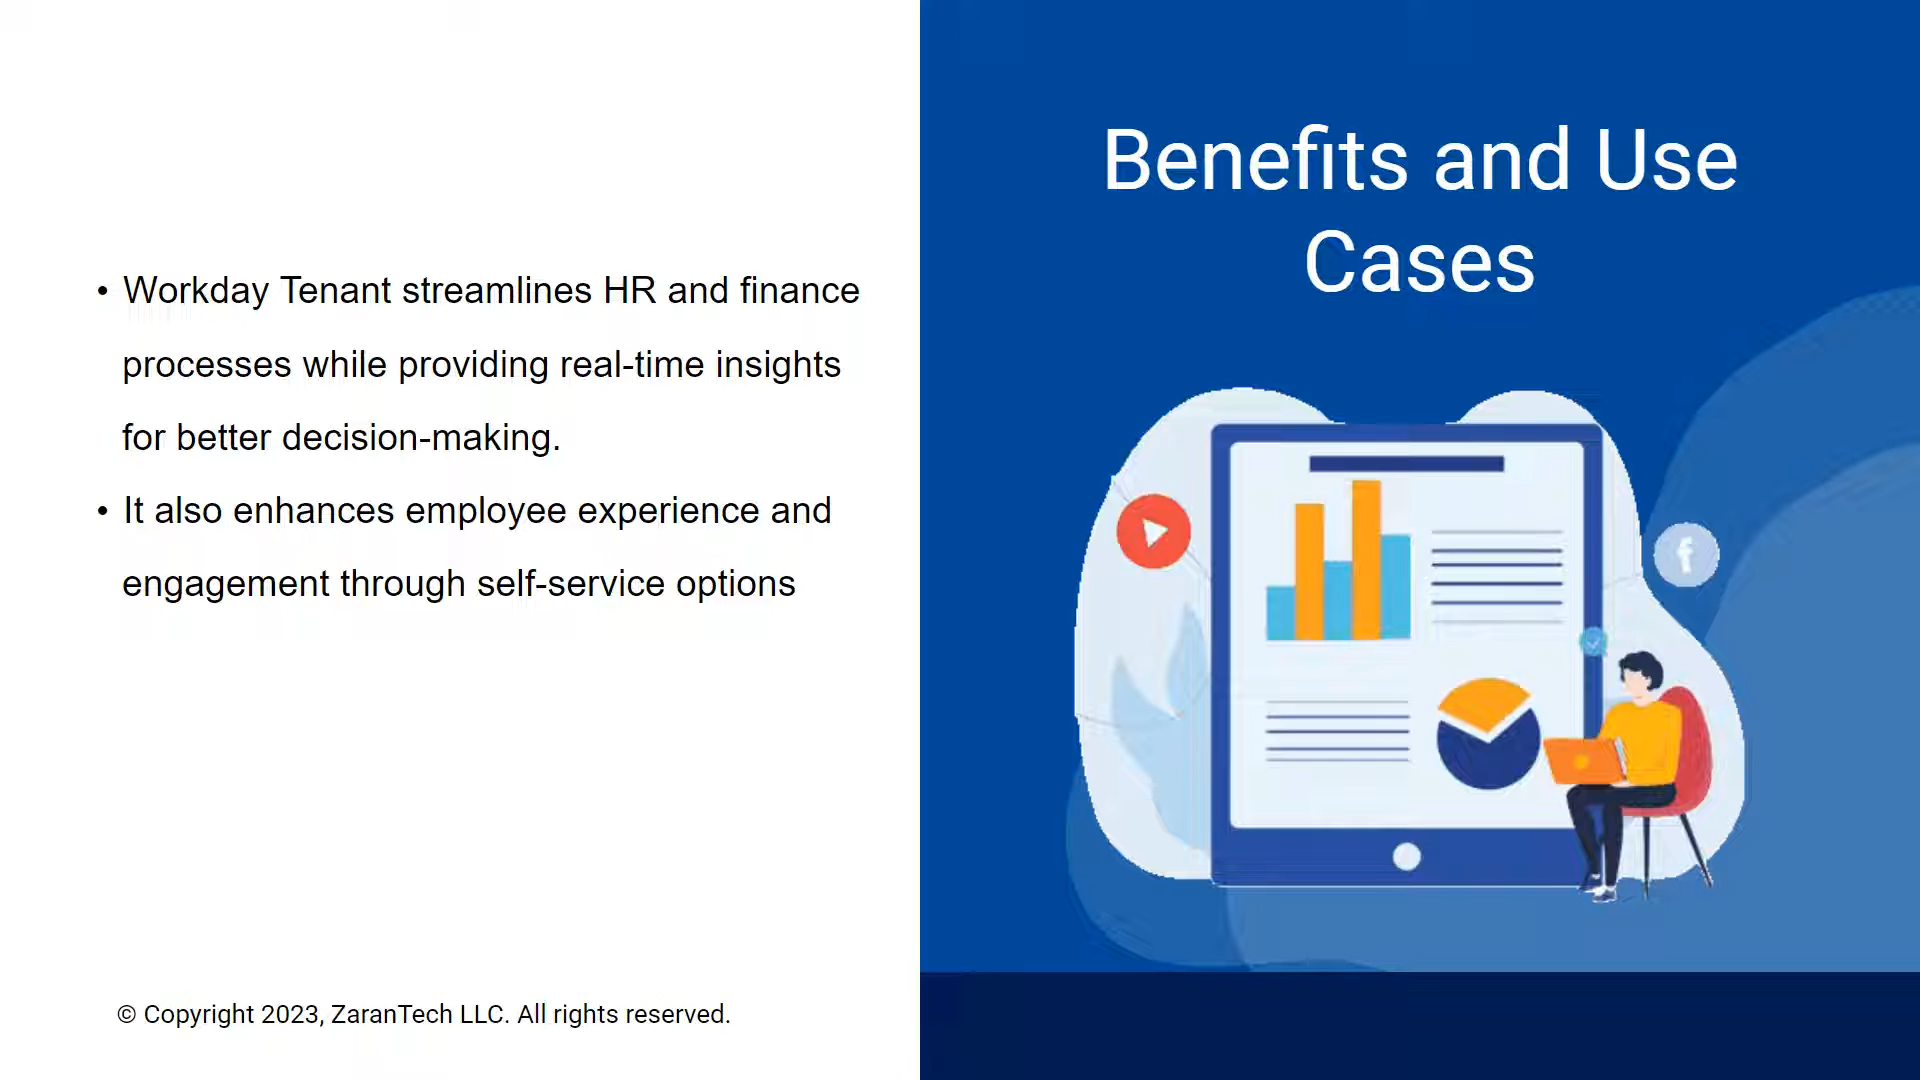 Benefits and Use
Cases
• Workday Tenant streamlines HR and finance
processes while providing real-time insights
for better decision-making.
• It also enhances employee experience and
engagement through self-service options
© Copyright 2023, ZaranTech LLC. All rights reserved.